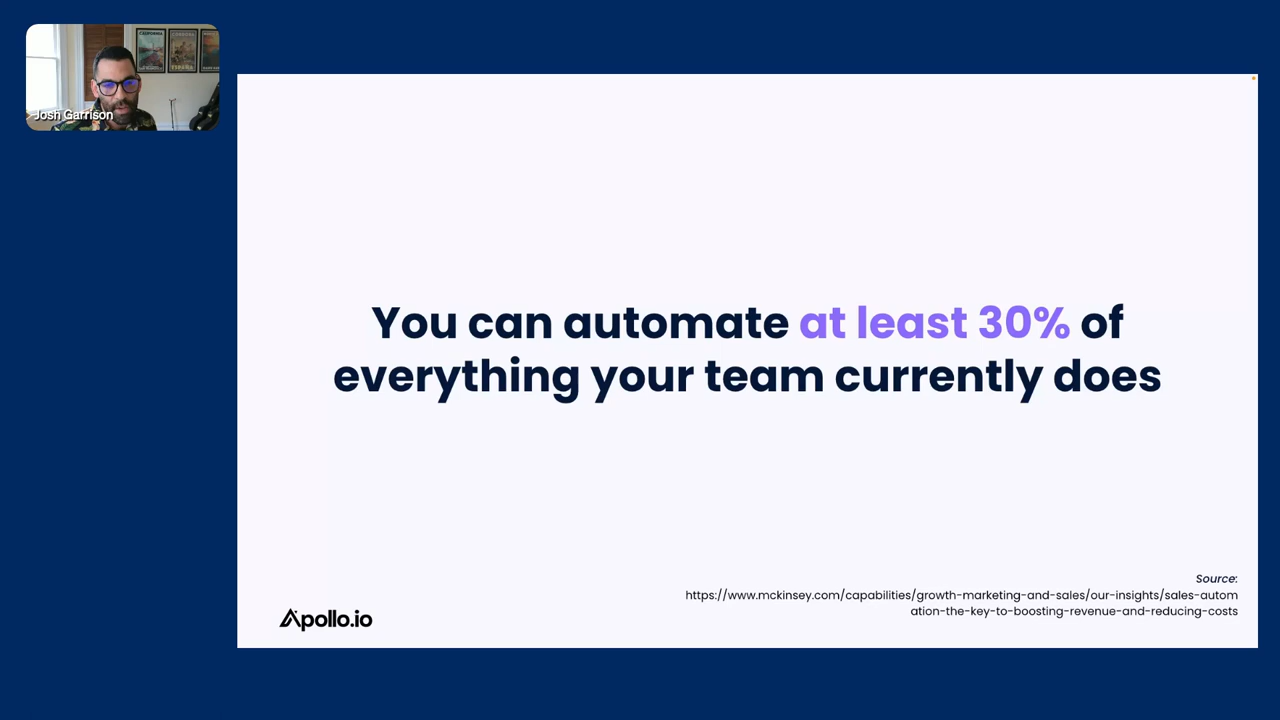 Josh Garrison
You can automate at least 30% of
everything your team currently does
Source:
https://www.mckinsey.com/capabilities/growth-marketing-and-sales/our-insights/sales-autom
ation-the-key-to-boosting-revenue-and-reducing-costs
Apollo.io